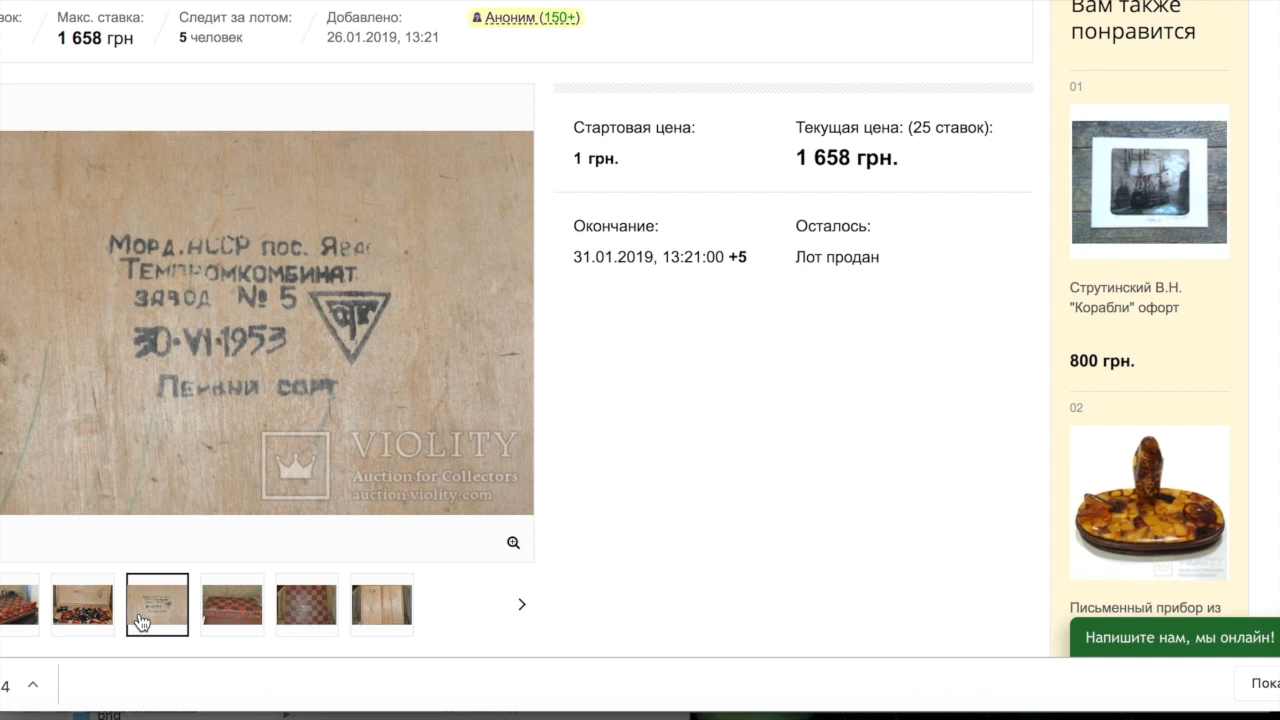 вок:
Макс. ставка:
1 658 грн
Следит за лотом:
5 человек
Добавлено:
26.01.2019, 13:21
Аноним (150+)
Вам также
понравится
Стартовая цена:
1 грн.
Текущая цена: (25 ставок):
1 658 грн.
Окончание:
31.01.2019, 13:21:00 +5
Осталось:
Лот продан
МОРД. АССР ПОС. ЯВАС
ТЕМПРОМКОМБИНАТ
ЗАВОД № 5
ОТК
30·VI·1953
ПЕРВЫЙ СОРТ
VIOLITY
Auction for Collectors
auction.violity.com
01
Струтинский В.Н.
"Корабли" офорт
800 грн.
02
Письменный прибор из
Напишите нам, мы онлайн!
4
Пока
png